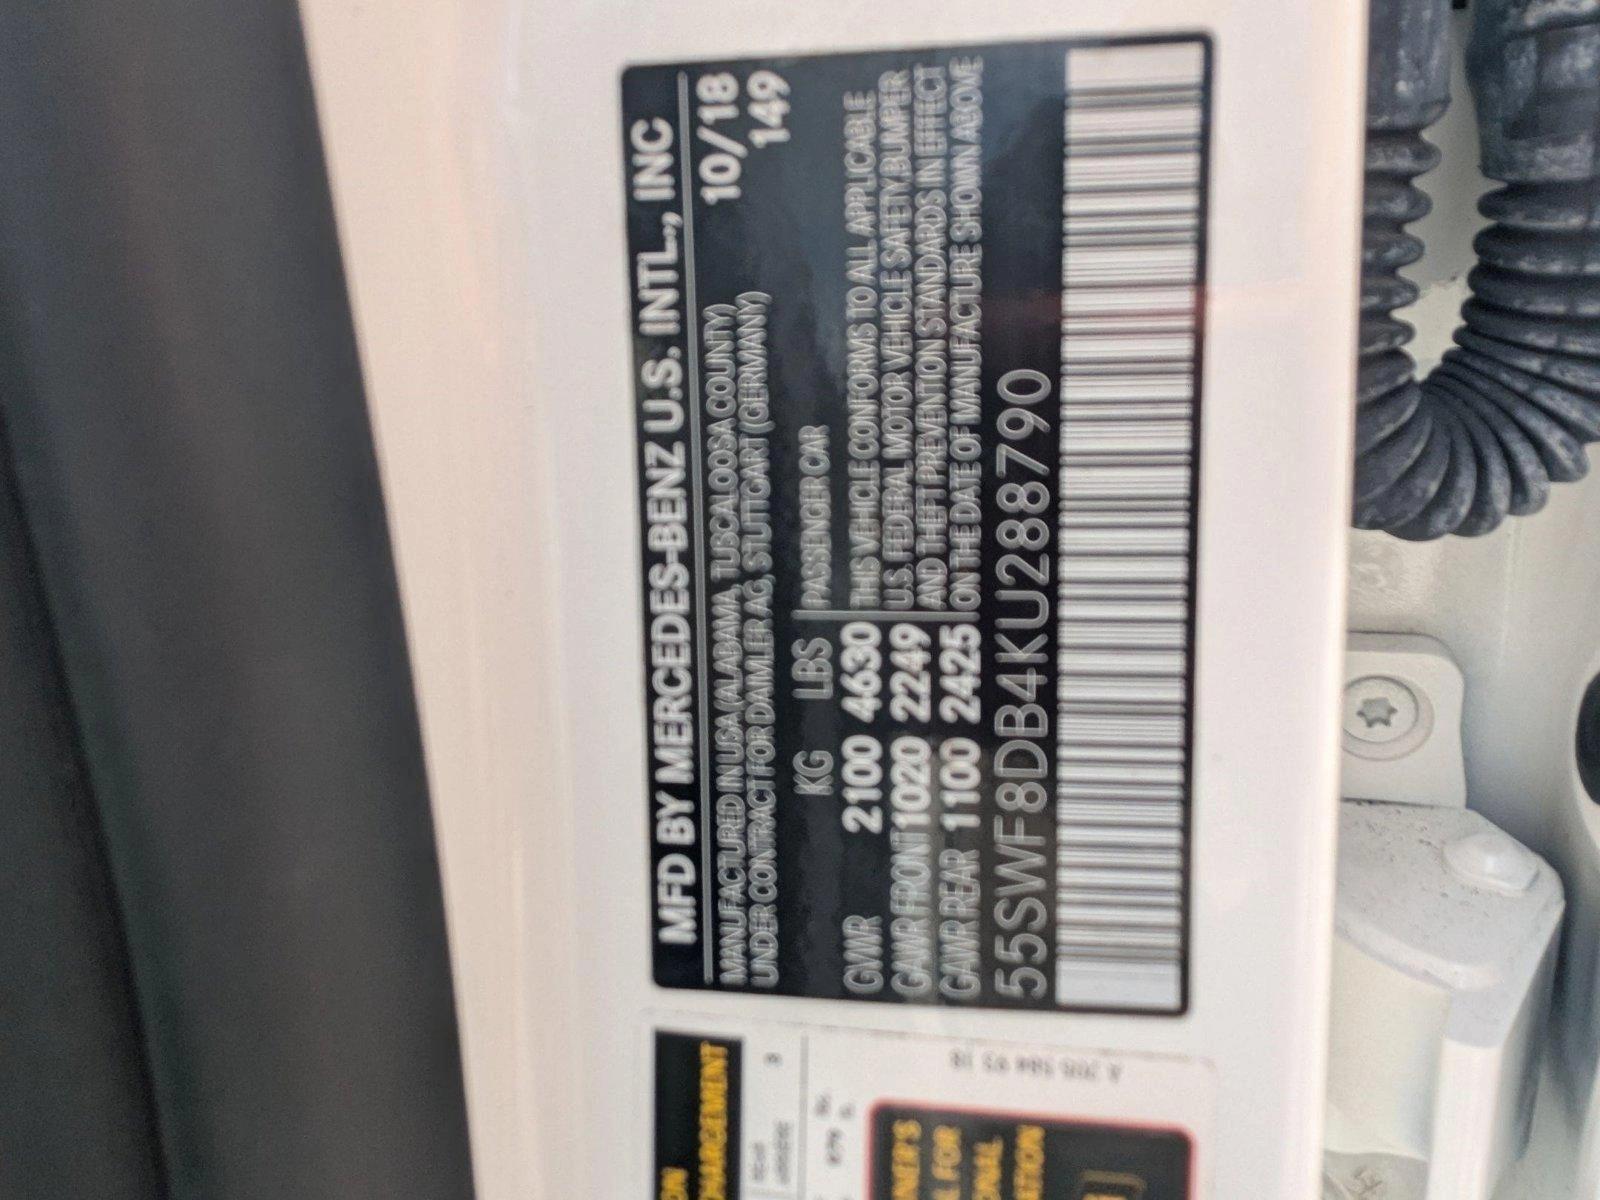 MFD BY MERCEDES-BENZ U.S. INTL., INC
MANUFACTURED IN USA (ALABAMA, TUSCALOOSA COUNTY) 10/18
UNDER CONTRACT FOR DAIMLER AG, STUTTGART (GERMANY) 149
KG LBS PASSENGER CAR
GVWR 2100 4630 THIS VEHICLE CONFORMS TO ALL APPLICABLE
GAWR FRONT 1020 2249 U.S. FEDERAL MOTOR VEHICLE SAFETY, BUMPER
AND THEFT PREVENTION STANDARDS IN EFFECT
GAWR REAR 1100 2425 ON THE DATE OF MANUFACTURE SHOWN ABOVE
55SWF8DB4KU288790